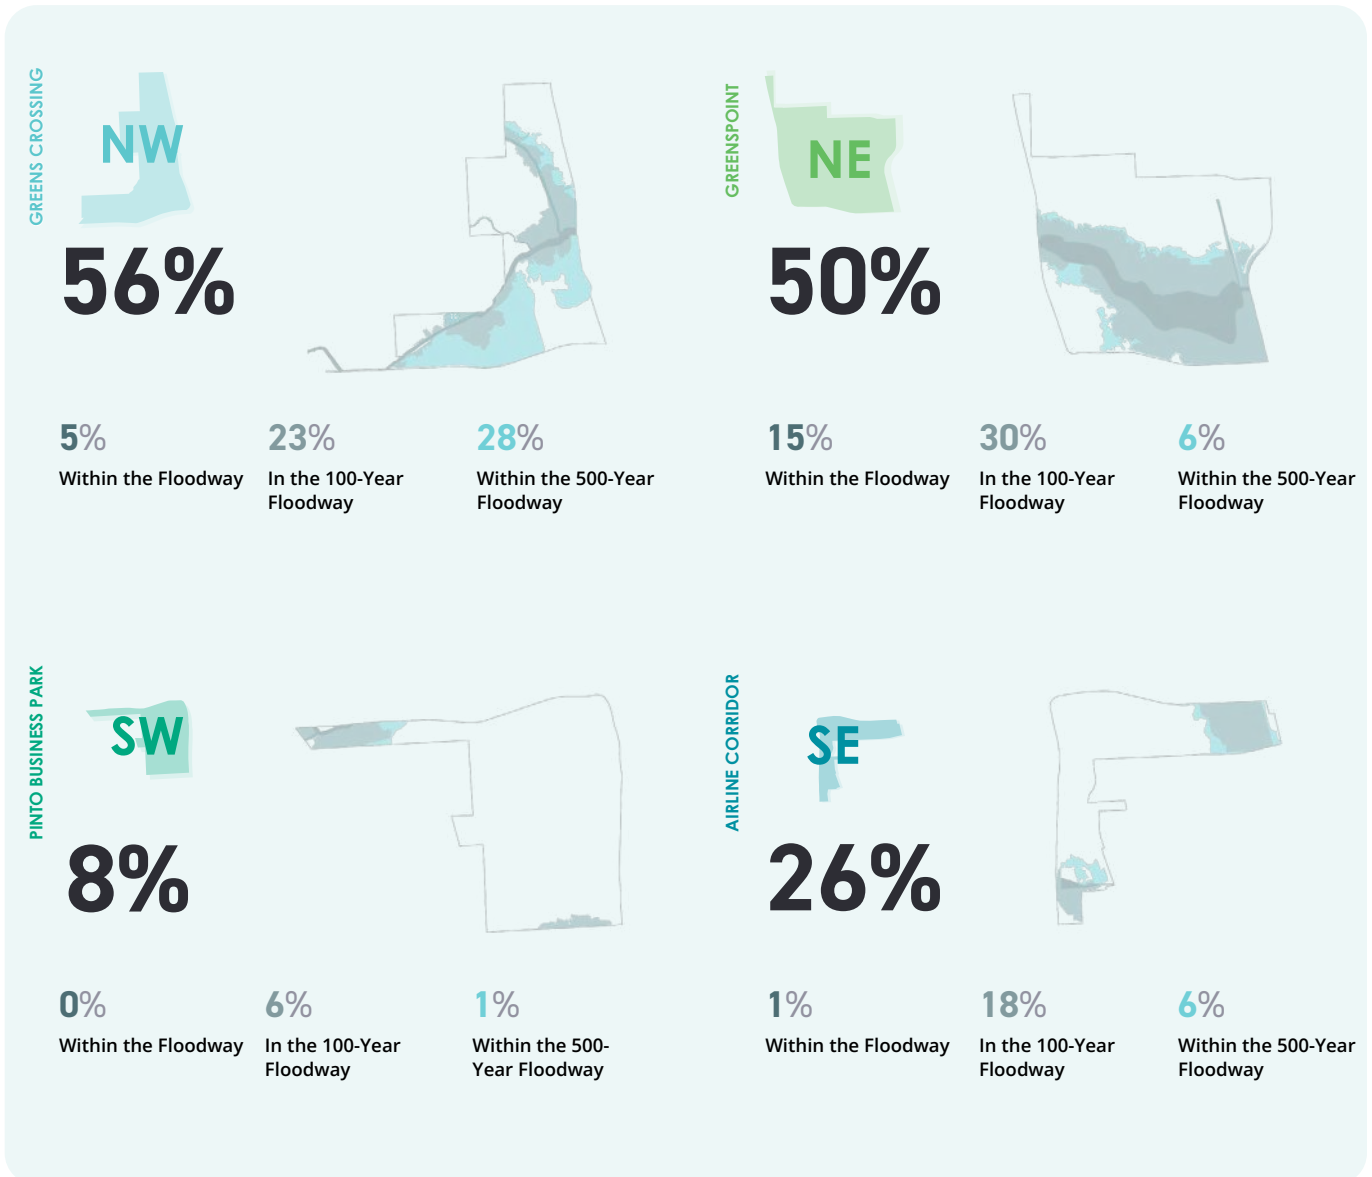 GREENS CROSSING
NW
56%
5%
Within the Floodway
23%
In the 100-Year
Floodway
28%
Within the 500-Year
Floodway
GREENSPOINT
NE
50%
15%
Within the Floodway
30%
In the 100-Year
Floodway
6%
Within the 500-Year
Floodway
PINTO BUSINESS PARK
SW
8%
0%
Within the Floodway
6%
In the 100-Year
Floodway
1%
Within the 500-
Year Floodway
AIRLINE CORRIDOR
SE
26%
1%
Within the Floodway
18%
In the 100-Year
Floodway
6%
Within the 500-Year
Floodway